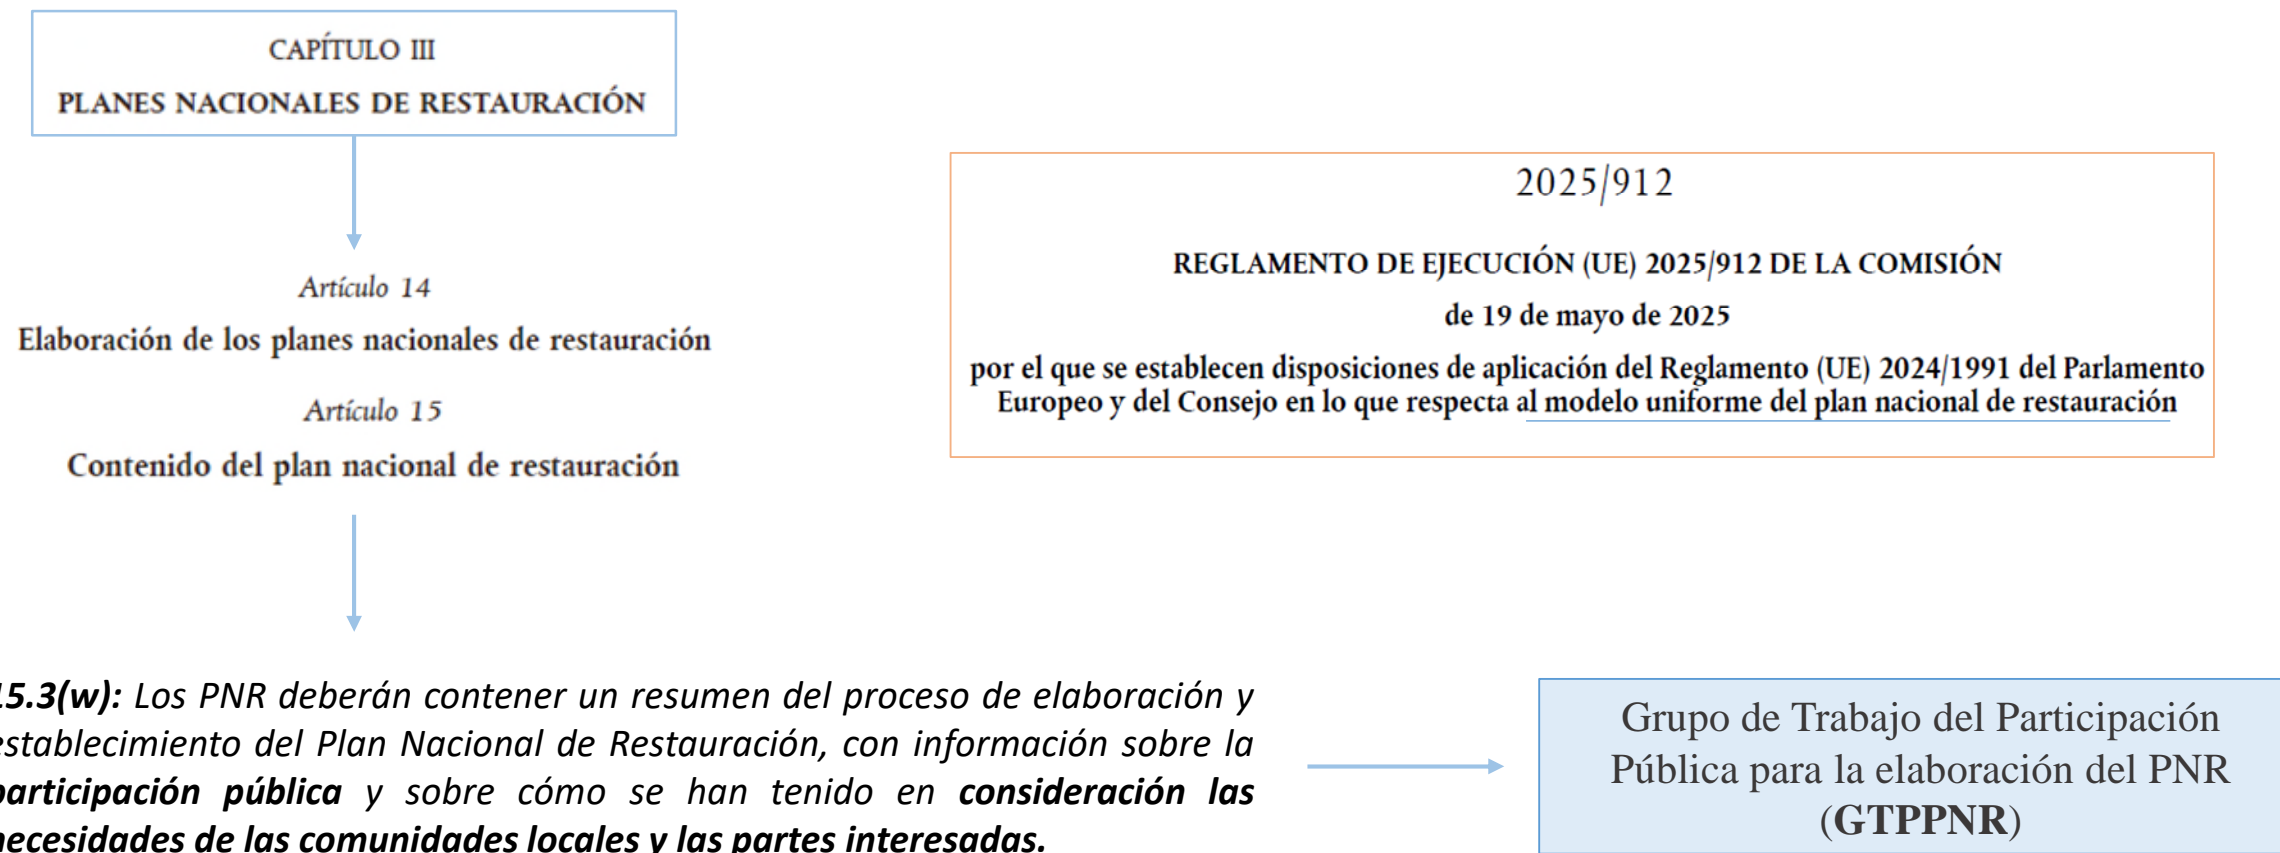 CAPÍTULO III
PLANES NACIONALES DE RESTAURACIÓN
Artículo 14
Elaboración de los planes nacionales de restauración
Artículo 15
Contenido del plan nacional de restauración
2025/912
REGLAMENTO DE EJECUCIÓN (UE) 2025/912 DE LA COMISIÓN
de 19 de mayo de 2025
por el que se establecen disposiciones de aplicación del Reglamento (UE) 2024/1991 del Parlamento
Europeo y del Consejo en lo que respecta al modelo uniforme del plan nacional de restauración
15.3(w): Los PNR deberán contener un resumen del proceso de elaboración y
establecimiento del Plan Nacional de Restauración, con información sobre la
participación pública y sobre cómo se han tenido en consideración las
necesidades de las comunidades locales y las partes interesadas.
Grupo de Trabajo del Participación
Pública para la elaboración del PNR
(GTPPNR)